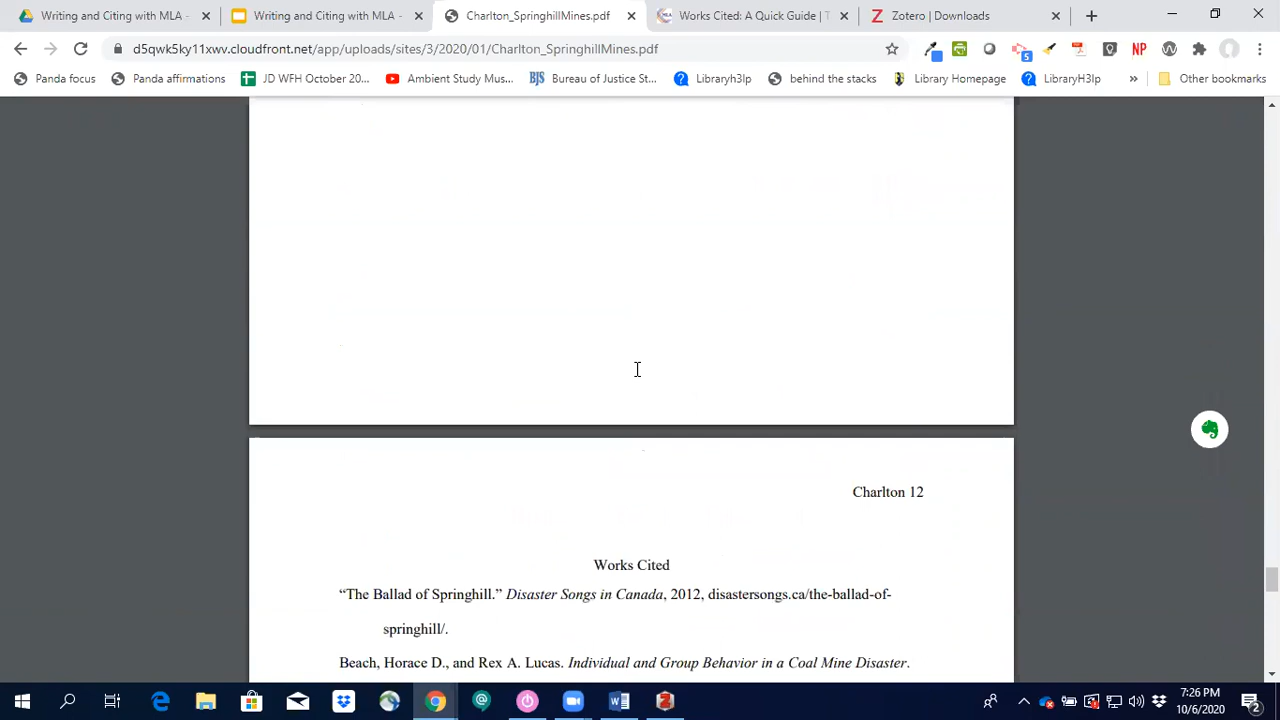 Writing and Citing with MLA -
Writing and Citing with MLA -
Charlton_SpringhillMines.pdf
Works Cited: A Quick Guide | T
Zotero | Downloads
d5qwk5ky11xwv.cloudfront.net/app/uploads/sites/3/2020/01/Charlton_SpringhillMines.pdf
5
NP
Panda focus
Panda affirmations
JD WFH October 20...
Ambient Study Mus...
BJS
Bureau of Justice St...
Libraryh3lp
behind the stacks
Library Homepage
LibraryH3lp
»
Other bookmarks
Charlton 12
Works Cited
“The Ballad of Springhill.” Disaster Songs in Canada, 2012, disastersongs.ca/the-ballad-of-
springhill/.
Beach, Horace D., and Rex A. Lucas. Individual and Group Behavior in a Coal Mine Disaster.
7:26 PM
10/6/2020
2